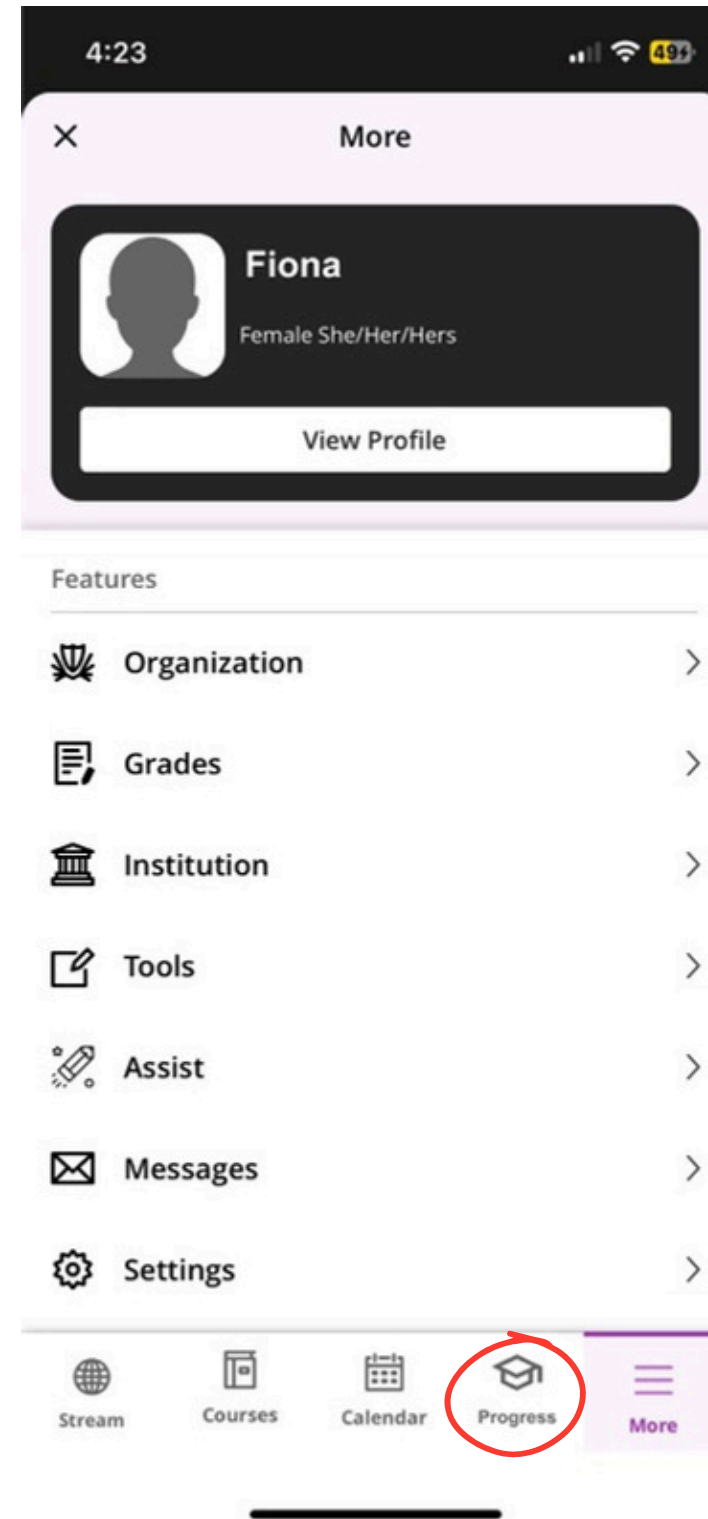 4:23
49
More
Fiona
Female She/Her/Hers
View Profile
Features
Organization
Grades
Institution
Tools
Assist
Messages
Settings
Stream
Courses
Calendar
Progress
More